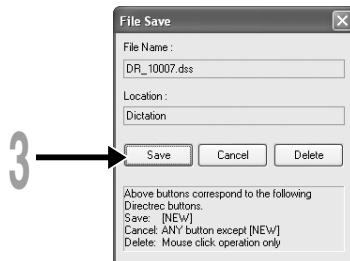 File Save
File Name :
DR_10007.dss
Location :
Dictation
3
Save Cancel Delete
Above buttons correspond to the following
Directrec buttons.
Save: [NEW]
Cancel: ANY button except [NEW]
Delete: Mouse click operation only